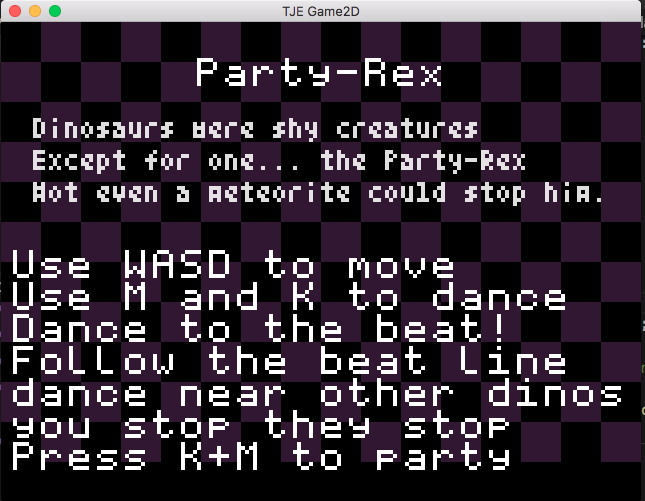 TJE Game2D
Party-Rex
Dinosaurs were shy creatures
Except for one... the Party-Rex
Not even a meteorite could stop him.
Use WASD to move
Use M and K to dance
Dance to the beat!
Follow the beat line
dance near other dinos
you stop they stop
Press K+M to party